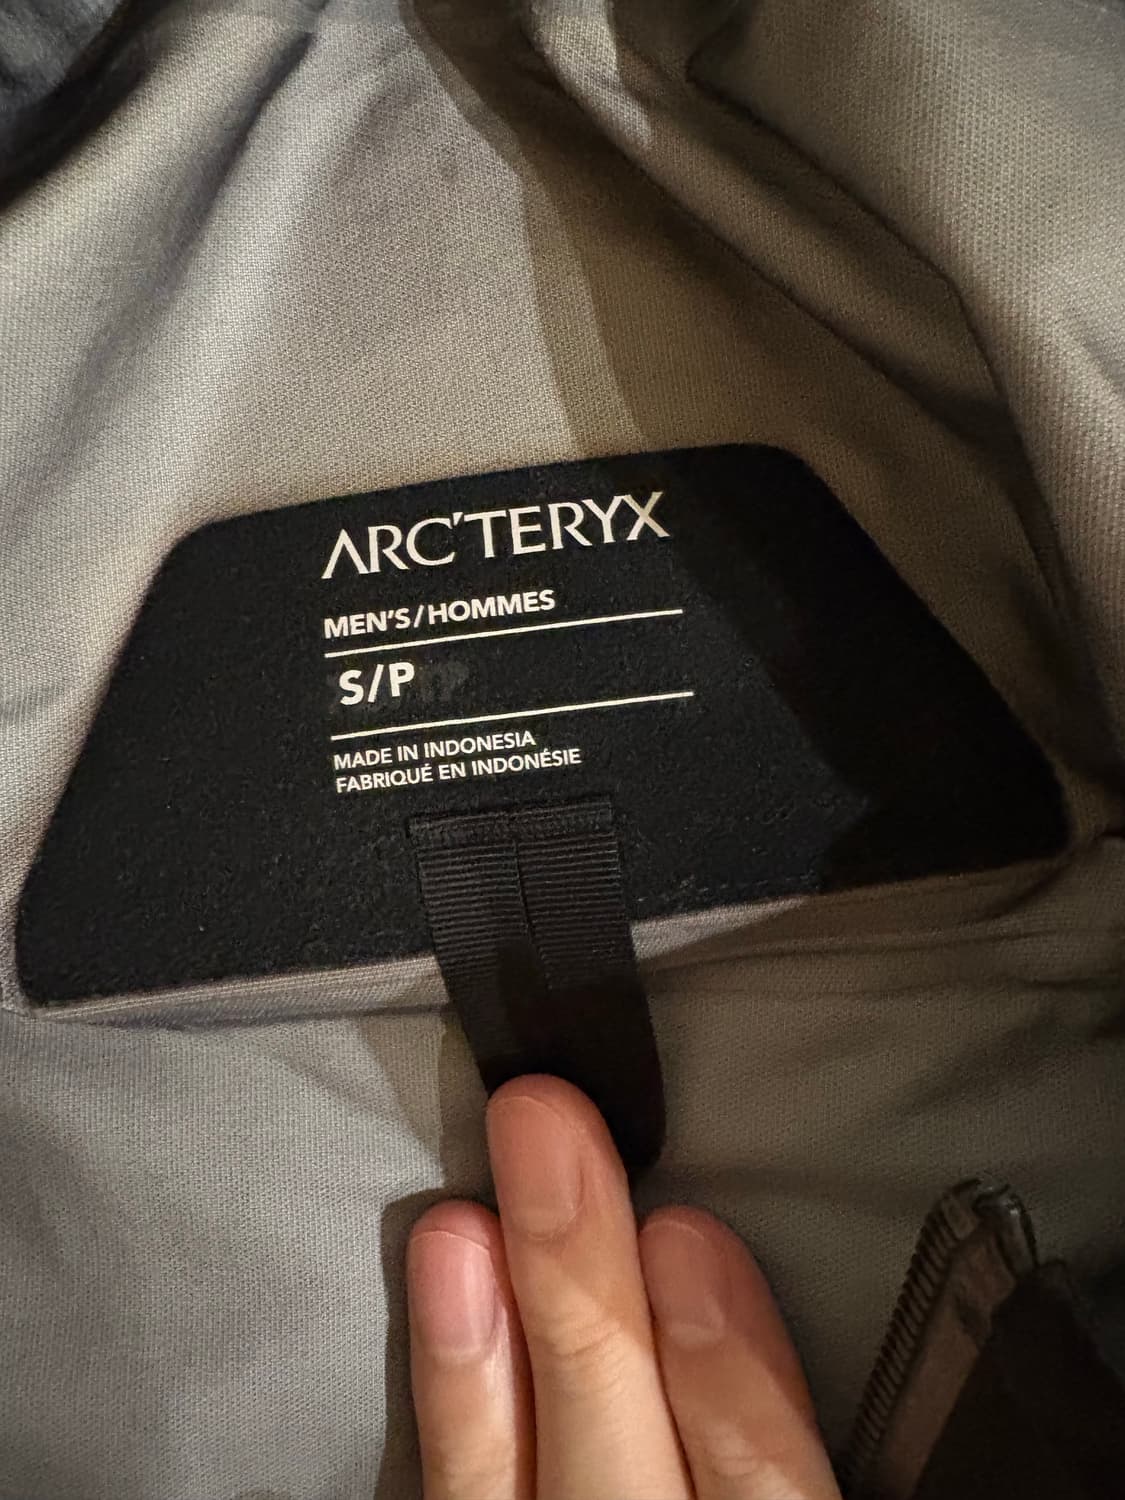 ARC'TERYX
MEN'S/HOMMES
S/P
MADE IN INDONESIA
FABRIQUÉ EN INDONÉSIE